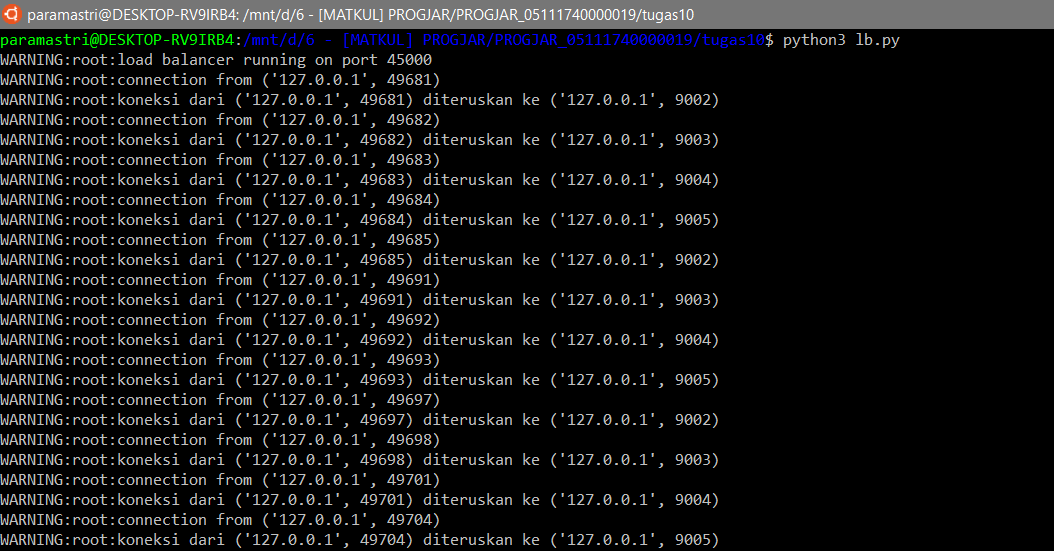 paramastri@DESKTOP-RV9IRB4: /mnt/d/6 - [MATKUL] PROGJAR/PROGJAR_05111740000019/tugas10
paramastri@DESKTOP-RV9IRB4:/mnt/d/6 - [MATKUL] PROGJAR/PROGJAR_05111740000019/tugas10$ python3 lb.py
WARNING:root:load balancer running on port 45000
WARNING:root:connection from ('127.0.0.1', 49681)
WARNING:root:koneksi dari ('127.0.0.1', 49681) diteruskan ke ('127.0.0.1', 9002)
WARNING:root:connection from ('127.0.0.1', 49682)
WARNING:root:koneksi dari ('127.0.0.1', 49682) diteruskan ke ('127.0.0.1', 9003)
WARNING:root:connection from ('127.0.0.1', 49683)
WARNING:root:koneksi dari ('127.0.0.1', 49683) diteruskan ke ('127.0.0.1', 9004)
WARNING:root:connection from ('127.0.0.1', 49684)
WARNING:root:koneksi dari ('127.0.0.1', 49684) diteruskan ke ('127.0.0.1', 9005)
WARNING:root:connection from ('127.0.0.1', 49685)
WARNING:root:koneksi dari ('127.0.0.1', 49685) diteruskan ke ('127.0.0.1', 9002)
WARNING:root:connection from ('127.0.0.1', 49691)
WARNING:root:koneksi dari ('127.0.0.1', 49691) diteruskan ke ('127.0.0.1', 9003)
WARNING:root:connection from ('127.0.0.1', 49692)
WARNING:root:koneksi dari ('127.0.0.1', 49692) diteruskan ke ('127.0.0.1', 9004)
WARNING:root:connection from ('127.0.0.1', 49693)
WARNING:root:koneksi dari ('127.0.0.1', 49693) diteruskan ke ('127.0.0.1', 9005)
WARNING:root:connection from ('127.0.0.1', 49697)
WARNING:root:koneksi dari ('127.0.0.1', 49697) diteruskan ke ('127.0.0.1', 9002)
WARNING:root:connection from ('127.0.0.1', 49698)
WARNING:root:koneksi dari ('127.0.0.1', 49698) diteruskan ke ('127.0.0.1', 9003)
WARNING:root:connection from ('127.0.0.1', 49701)
WARNING:root:koneksi dari ('127.0.0.1', 49701) diteruskan ke ('127.0.0.1', 9004)
WARNING:root:connection from ('127.0.0.1', 49704)
WARNING:root:koneksi dari ('127.0.0.1', 49704) diteruskan ke ('127.0.0.1', 9005)